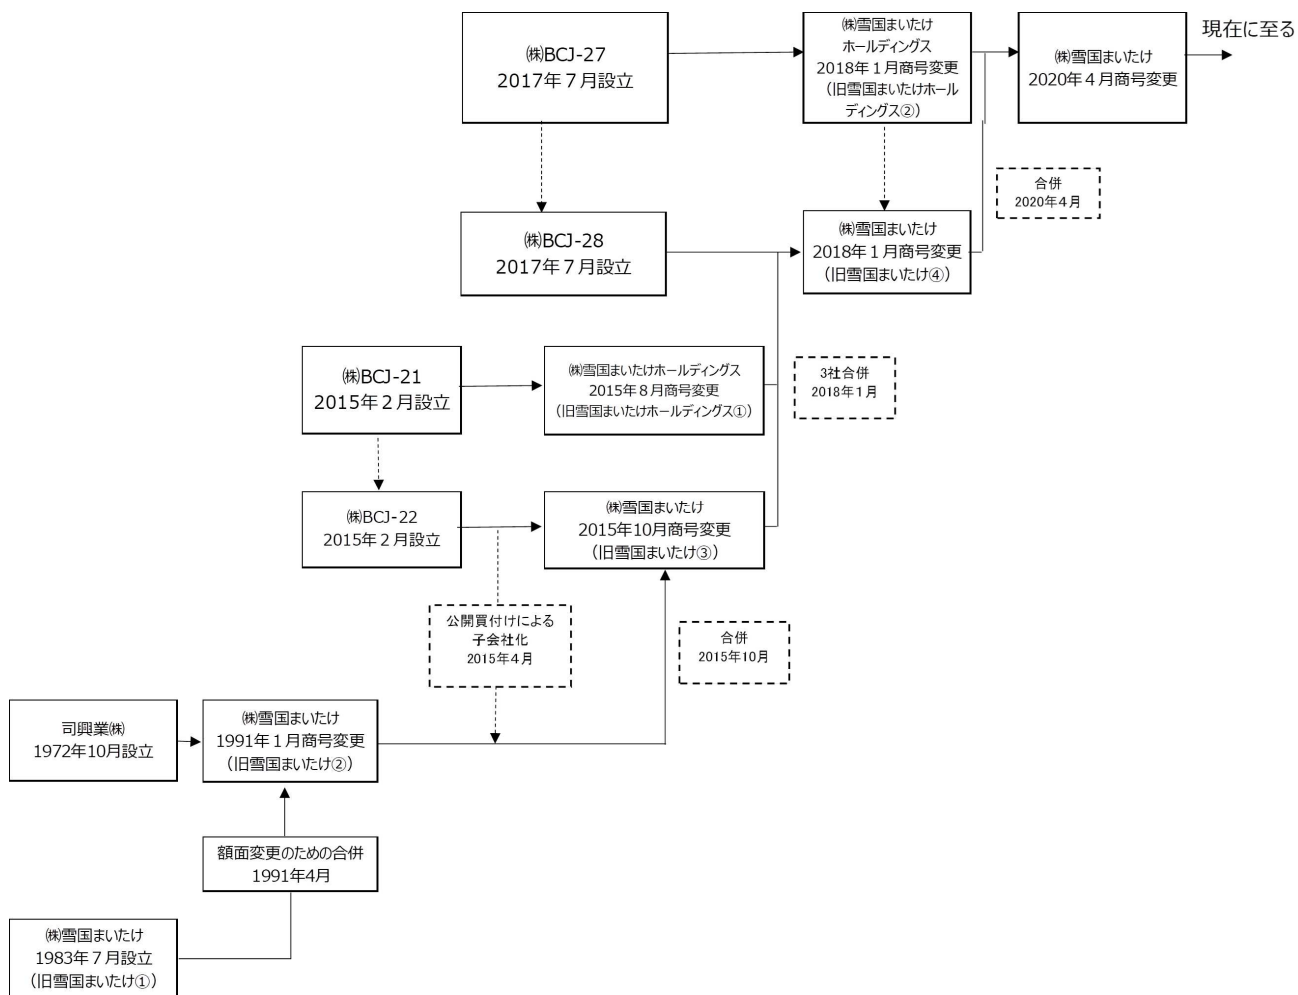 ㈱BCJ-27
2017年７月設立
㈱雪国まいたけ
ホールディングス
2018年１月商号変更
（旧雪国まいたけホール
ディングス②）
㈱雪国まいたけ
2020年４月商号変更
現在に至る
合併
2020年４月
㈱BCJ-28
2017年７月設立
㈱雪国まいたけ
2018年１月商号変更
（旧雪国まいたけ④）
㈱BCJ-21
2015年２月設立
㈱雪国まいたけホールディングス
2015年８月商号変更
（旧雪国まいたけホールディングス①）
3社合併
2018年１月
㈱BCJ-22
2015年２月設立
㈱雪国まいたけ
2015年10月商号変更
（旧雪国まいたけ③）
公開買付けによる
子会社化
2015年４月
合併
2015年10月
司興業㈱
1972年10月設立
㈱雪国まいたけ
1991年１月商号変更
（旧雪国まいたけ②）
額面変更のための合併
1991年4月
㈱雪国まいたけ
1983年７月設立
（旧雪国まいたけ①）